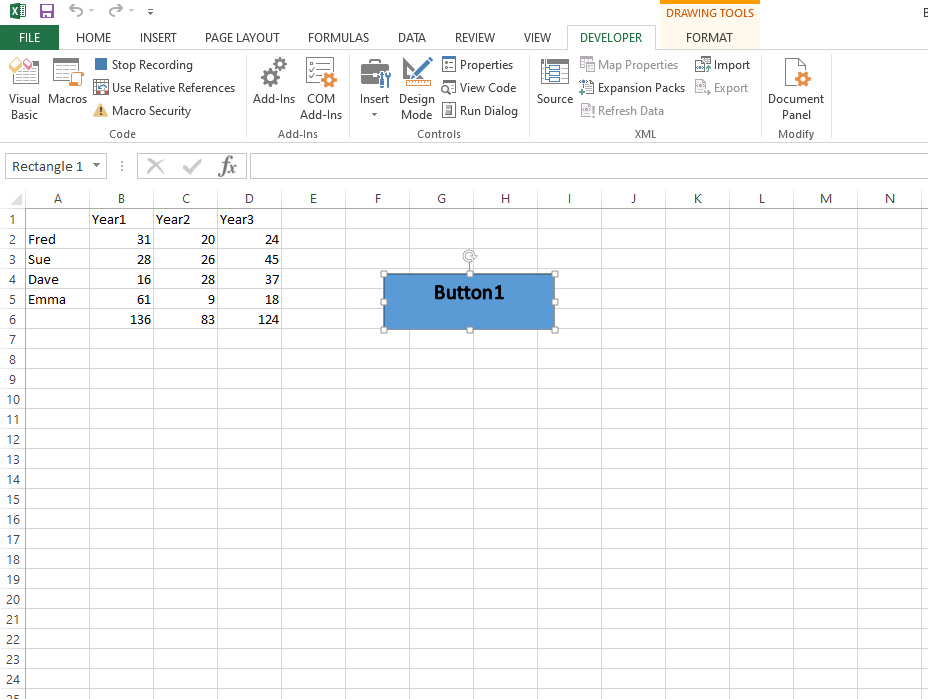 DRAWING TOOLS
FILE HOME INSERT PAGE LAYOUT FORMULAS DATA REVIEW VIEW DEVELOPER FORMAT
Visual Basic
Macros
Stop Recording
Use Relative References
Macro Security
Code
Add-Ins
COM Add-Ins
Add-Ins
Insert
Design Mode
Properties
View Code
Run Dialog
Controls
Source
Map Properties
Expansion Packs
Refresh Data
Import
Export
XML
Document Panel
Modify
Rectangle 1
fx
A B C D E F G H I J K L M N
1 Year1 Year2 Year3
2 Fred 31 20 24
3 Sue 28 26 45
4 Dave 16 28 37
5 Emma 61 9 18
6 136 83 124
Button1
7
8
9
10
11
12
13
14
15
16
17
18
19
20
21
22
23
24